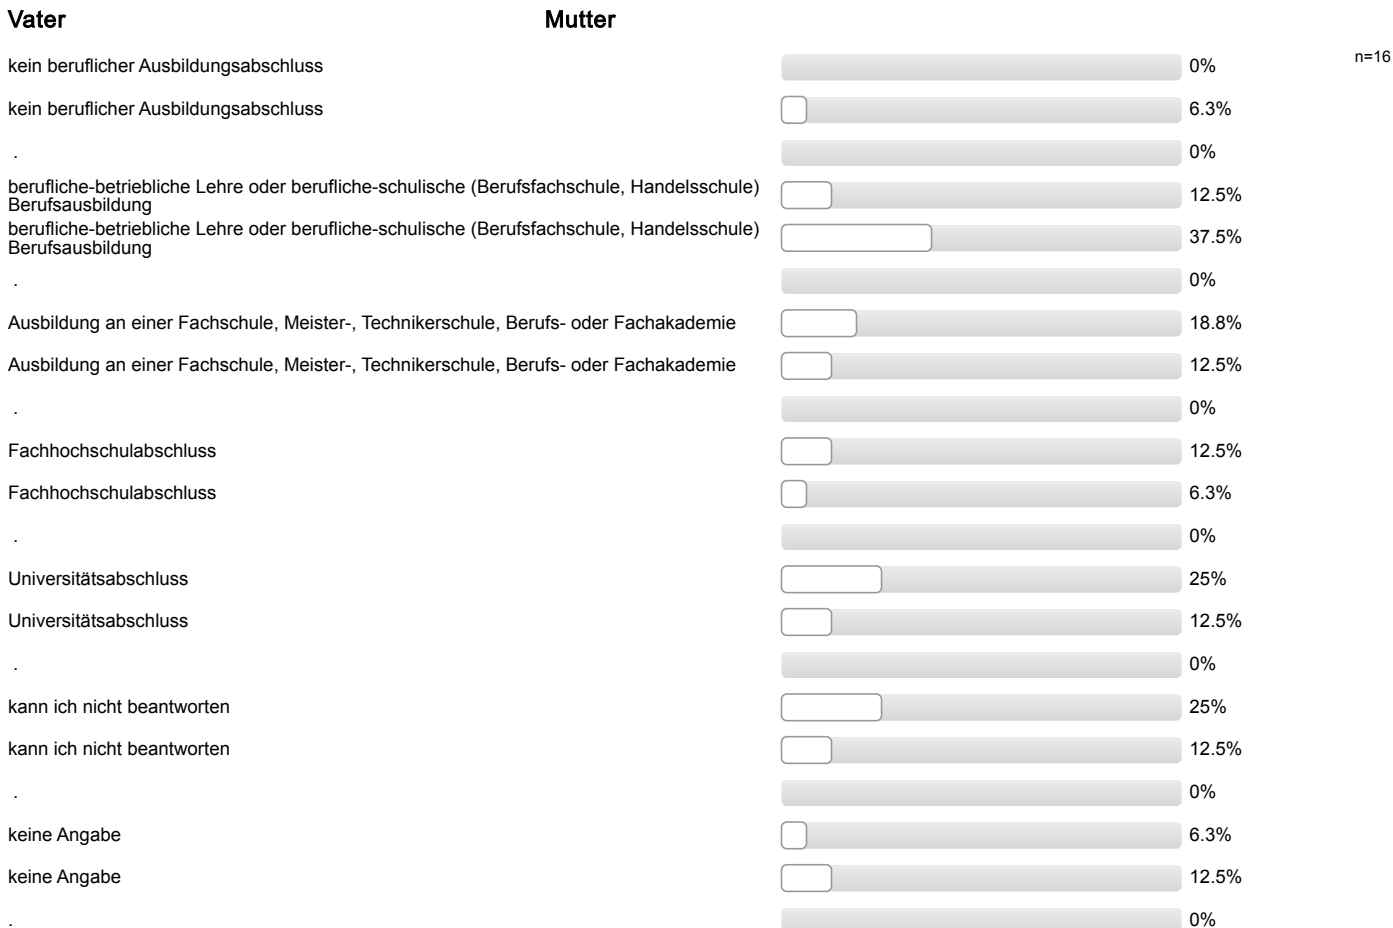 Vater Mutter
kein beruflicher Ausbildungsabschluss 0% n=16
kein beruflicher Ausbildungsabschluss 6.3%
. 0%
berufliche-betriebliche Lehre oder berufliche-schulische (Berufsfachschule, Handelsschule)
Berufsausbildung 12.5%
berufliche-betriebliche Lehre oder berufliche-schulische (Berufsfachschule, Handelsschule)
Berufsausbildung 37.5%
. 0%
Ausbildung an einer Fachschule, Meister-, Technikerschule, Berufs- oder Fachakademie 18.8%
Ausbildung an einer Fachschule, Meister-, Technikerschule, Berufs- oder Fachakademie 12.5%
. 0%
Fachhochschulabschluss 12.5%
Fachhochschulabschluss 6.3%
. 0%
Universitätsabschluss 25%
Universitätsabschluss 12.5%
. 0%
kann ich nicht beantworten 25%
kann ich nicht beantworten 12.5%
. 0%
keine Angabe 6.3%
keine Angabe 12.5%
. 0%